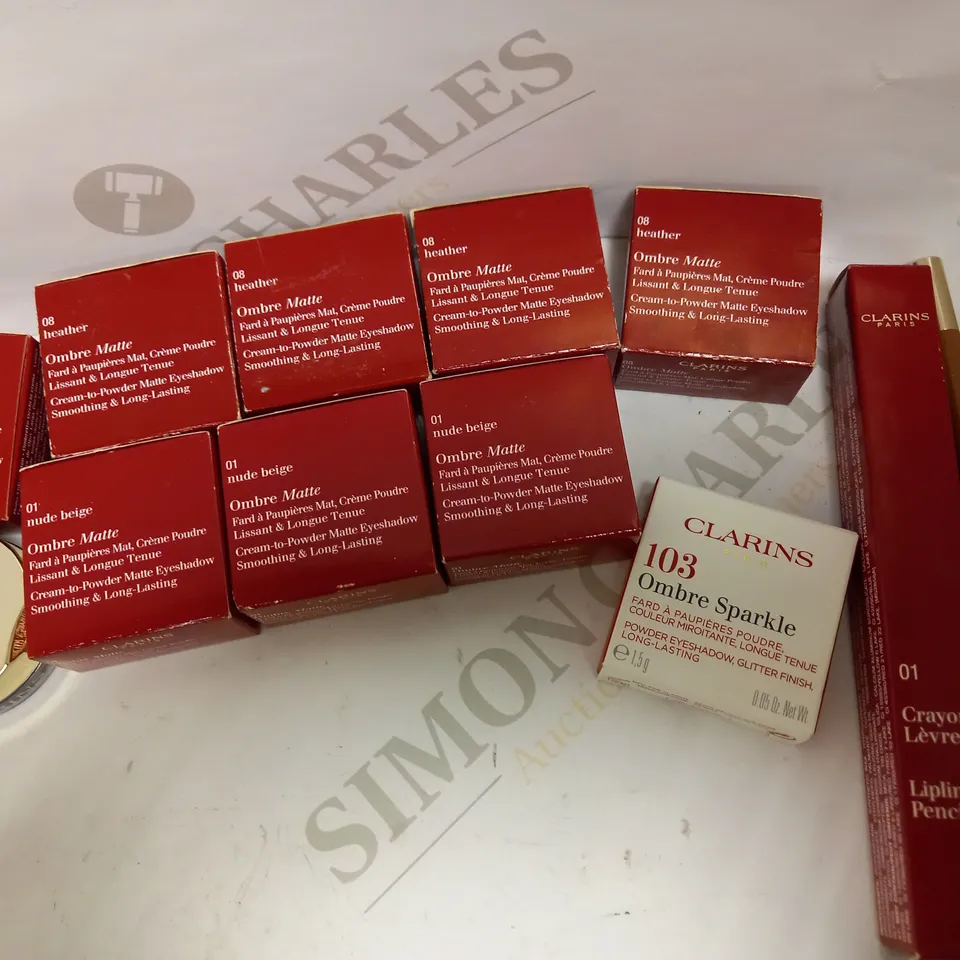 08
heather
Ombre Matte
Fard à Paupières Mat, Crème Poudre
Lissant & Longue Tenue
Cream-to-Powder Matte Eyeshadow
Smoothing & Long-Lasting
08
heather
Ombre Matte
Fard à Paupières Mat, Crème Poudre
Lissant & Longue Tenue
Cream-to-Powder Matte Eyeshadow
Smoothing & Long-Lasting
08
heather
Ombre Matte
Fard à Paupières Mat, Crème Poudre
Lissant & Longue Tenue
Cream-to-Powder Matte Eyeshadow
Smoothing & Long-Lasting
08
heather
Ombre Matte
Fard à Paupières Mat, Crème Poudre
Lissant & Longue Tenue
Cream-to-Powder Matte Eyeshadow
Smoothing & Long-Lasting
CLARINS
01
nude beige
Ombre Matte
Fard à Paupières Mat, Crème Poudre
Lissant & Longue Tenue
Cream-to-Powder Matte Eyeshadow
Smoothing & Long-Lasting
CLARINS
01
nude beige
Ombre Matte
Fard à Paupières Mat, Crème Poudre
Lissant & Longue Tenue
Cream-to-Powder Matte Eyeshadow
Smoothing & Long-Lasting
CLARINS
01
nude beige
Ombre Matte
Fard à Paupières Mat, Crème Poudre
Lissant & Longue Tenue
Cream-to-Powder Matte Eyeshadow
Smoothing & Long-Lasting
CLARINS
CLARINS
103
Ombre Sparkle
FARD À PAUPIÈRES POUDRE,
COULEUR MIROITANTE, LONGUE TENUE
POWDER EYESHADOW, GLITTER FINISH,
LONG-LASTING
e 1,5 g
0.05 Oz. Net Wt.
CLARINS
PARIS
01
Crayo
Lèvre
Liplin
Penci
CHARLES
SIMON